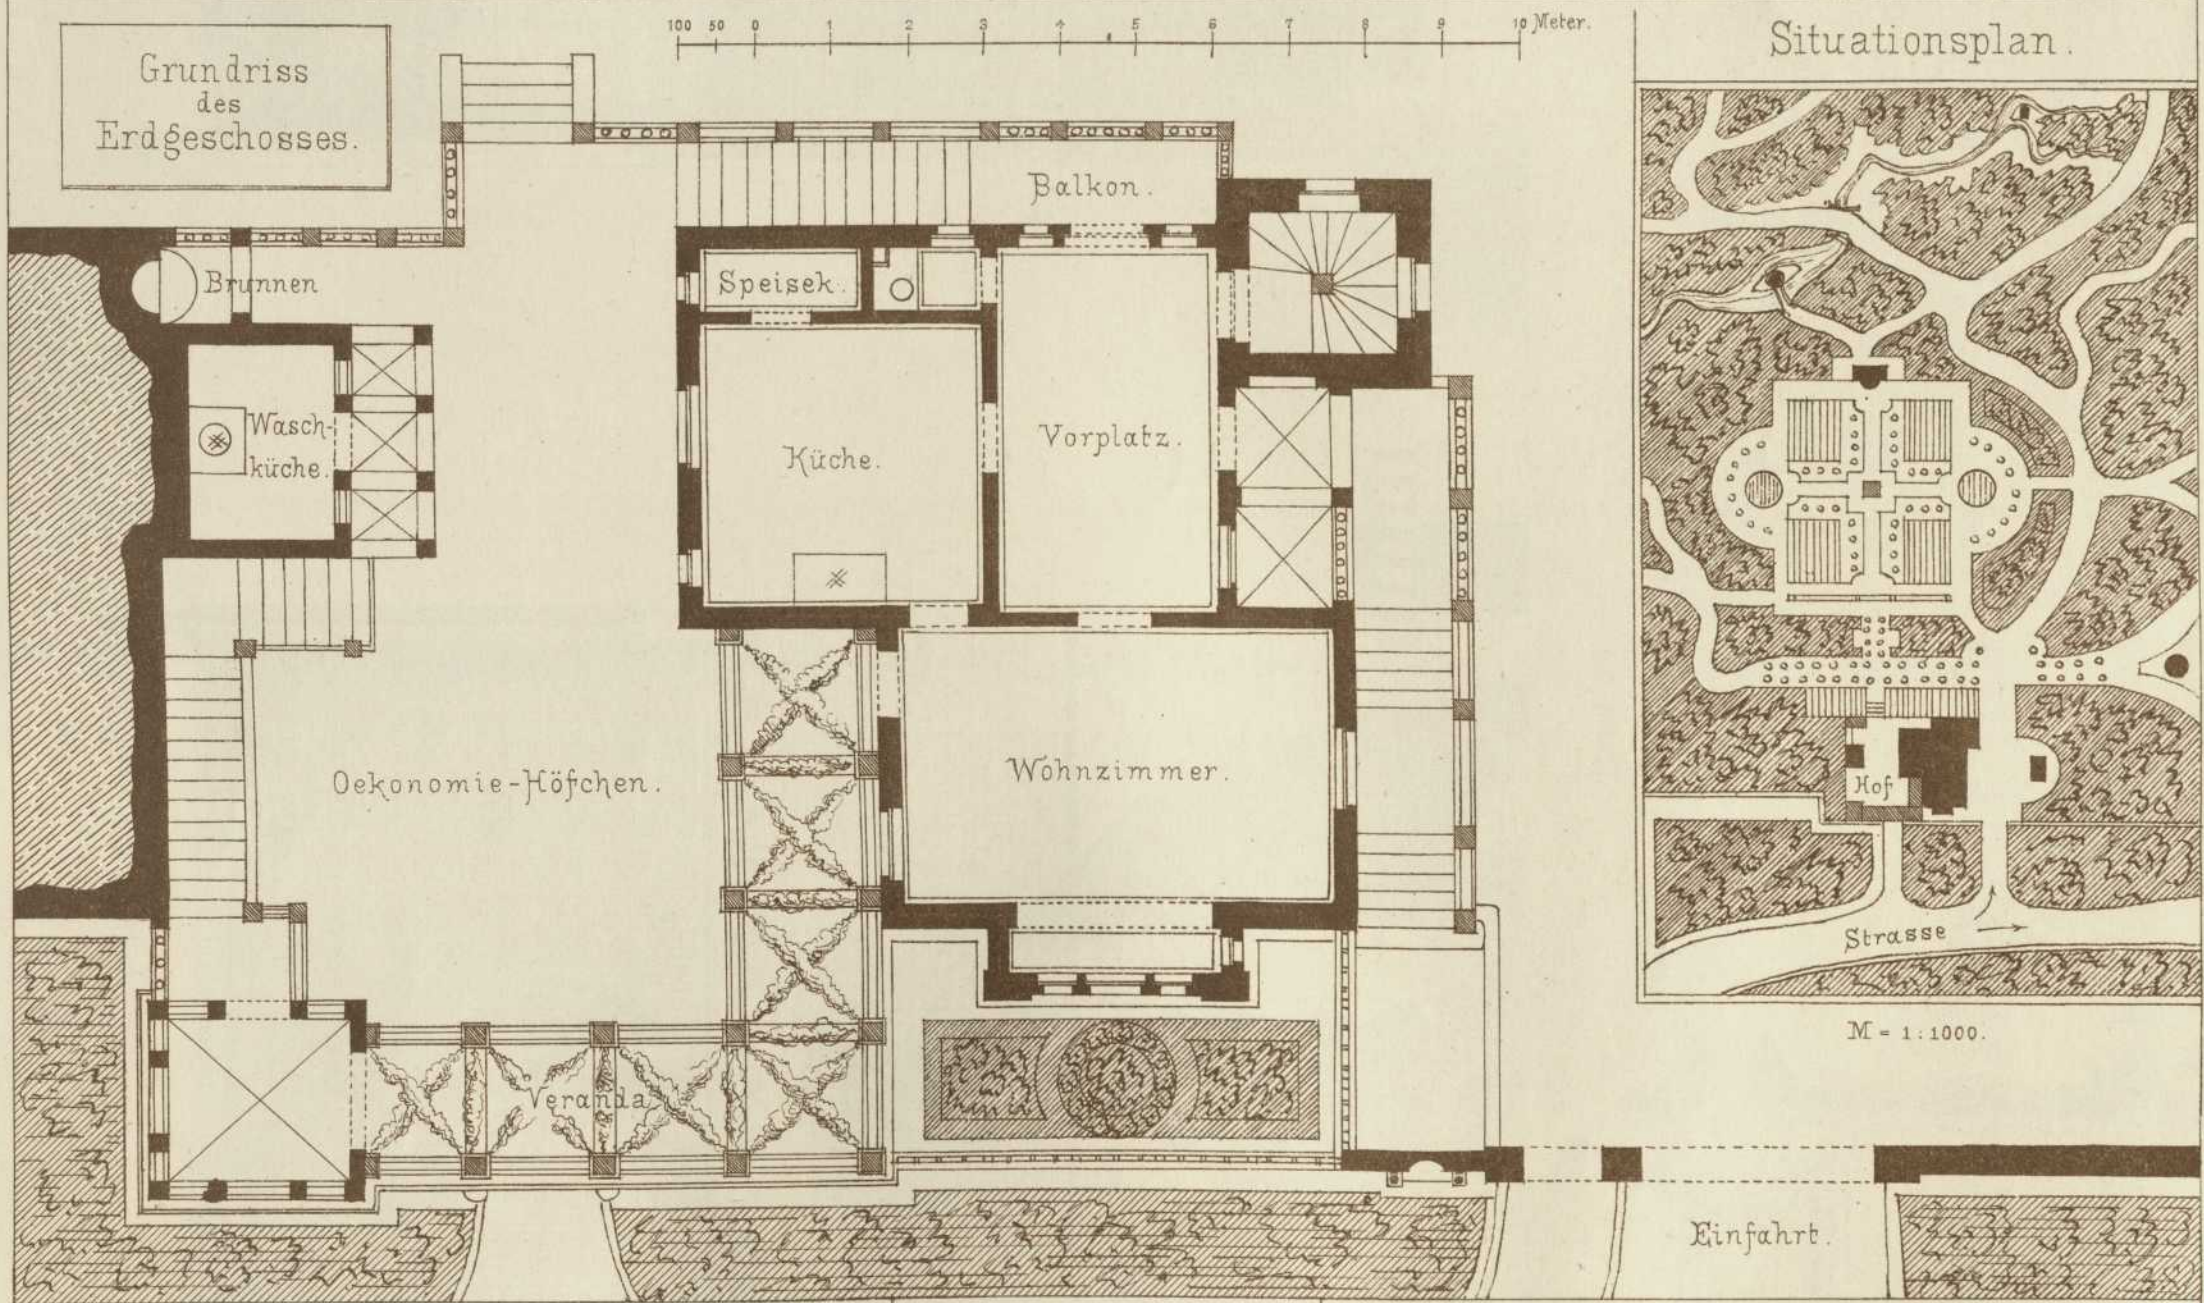 Grundriss
des
Erdgeschosses.
100 50 0 1 2 3 4 5 6 7 8 9 10 Meter.
Situationsplan.
Balkon.
Brunnen
Speisek.
Wasch-
küche.
Küche.
Vorplatz.
Oekonomie-Höfchen.
Wohnzimmer.
Veranda
Einfahrt.
Hof
Strasse
M = 1:1000.